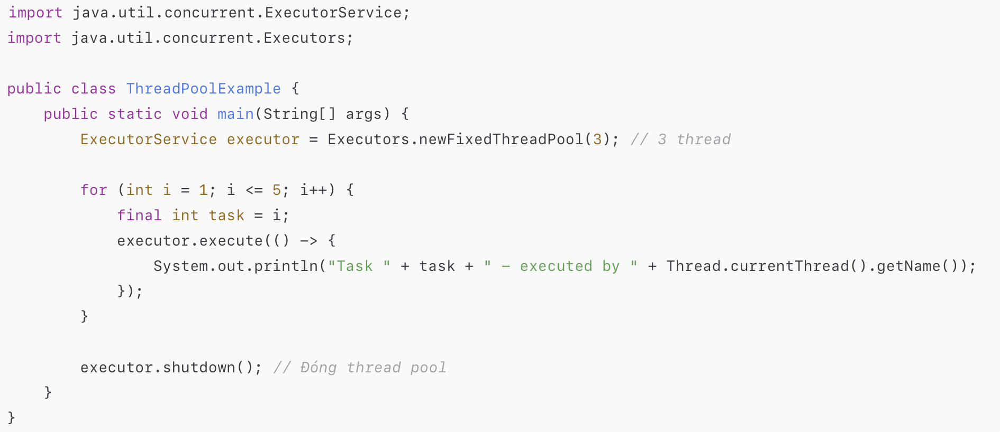 import java.util.concurrent.ExecutorService;
import java.util.concurrent.Executors;

public class ThreadPoolExample {
    public static void main(String[] args) {
        ExecutorService executor = Executors.newFixedThreadPool(3); // 3 thread

        for (int i = 1; i <= 5; i++) {
            final int task = i;
            executor.execute(() -> {
                System.out.println("Task " + task + " - executed by " + Thread.currentThread().getName());
            });
        }

        executor.shutdown(); // Đóng thread pool
    }
}